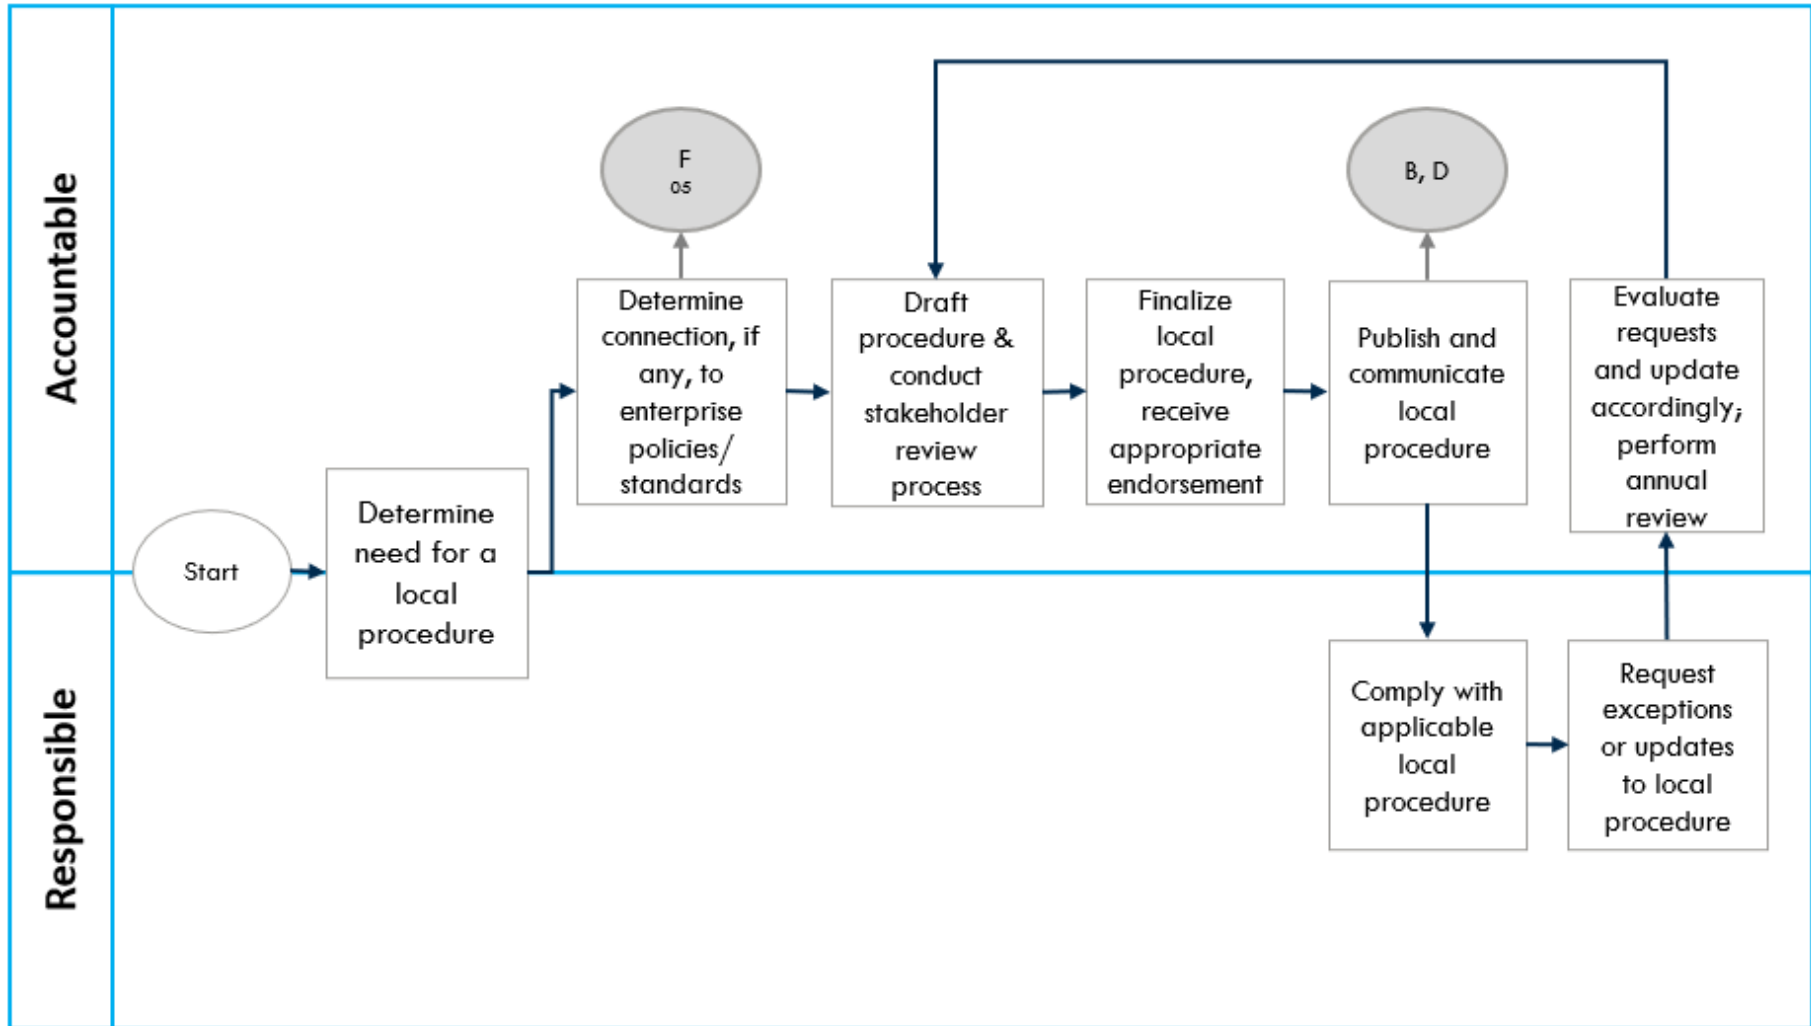 Accountable
F
05
B, D
Determine
connection, if
any, to
enterprise
policies/
standards
Draft
procedure &
conduct
stakeholder
review
process
Finalize
local
procedure,
receive
appropriate
endorsement
Publish and
communicate
local
procedure
Evaluate
requests
and update
accordingly;
perform
annual
review
Start
Determine
need for a
local
procedure
Responsible
Comply with
applicable
local
procedure
Request
exceptions
or updates
to local
procedure